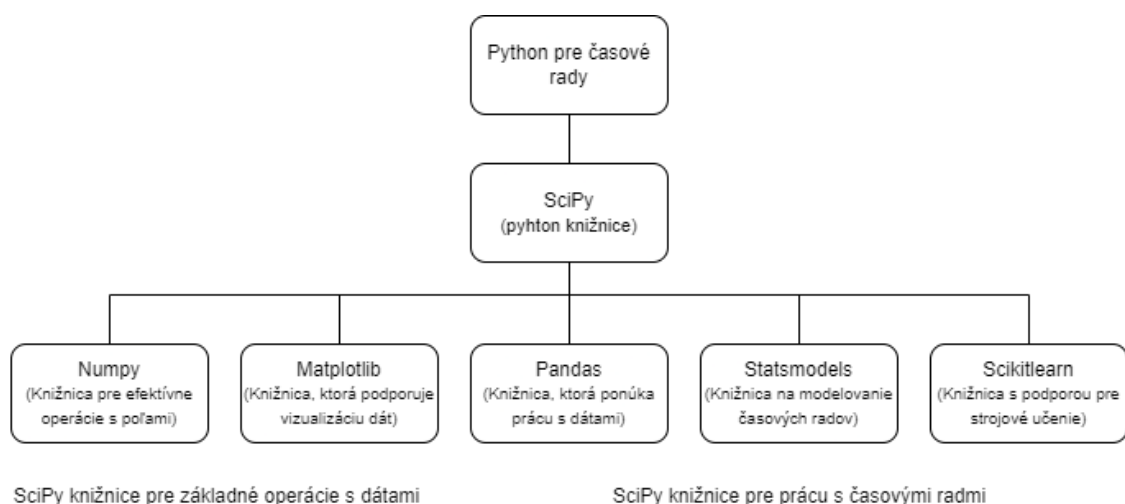 Python pre časové
rady
SciPy
(pyhton knižnice)
Numpy
(Knižnica pre efektívne
operácie s poľami)
Matplotlib
(Knižnica, ktorá podporuje
vizualizáciu dát)
Pandas
(Knižnica, ktorá ponúka
prácu s dátami)
Statsmodels
(Knižnica na modelovanie
časových radov)
Scikitlearn
(Knižnica s podporou pre
strojové učenie)
SciPy knižnice pre základné operácie s dátami
SciPy knižnice pre prácu s časovými radmi